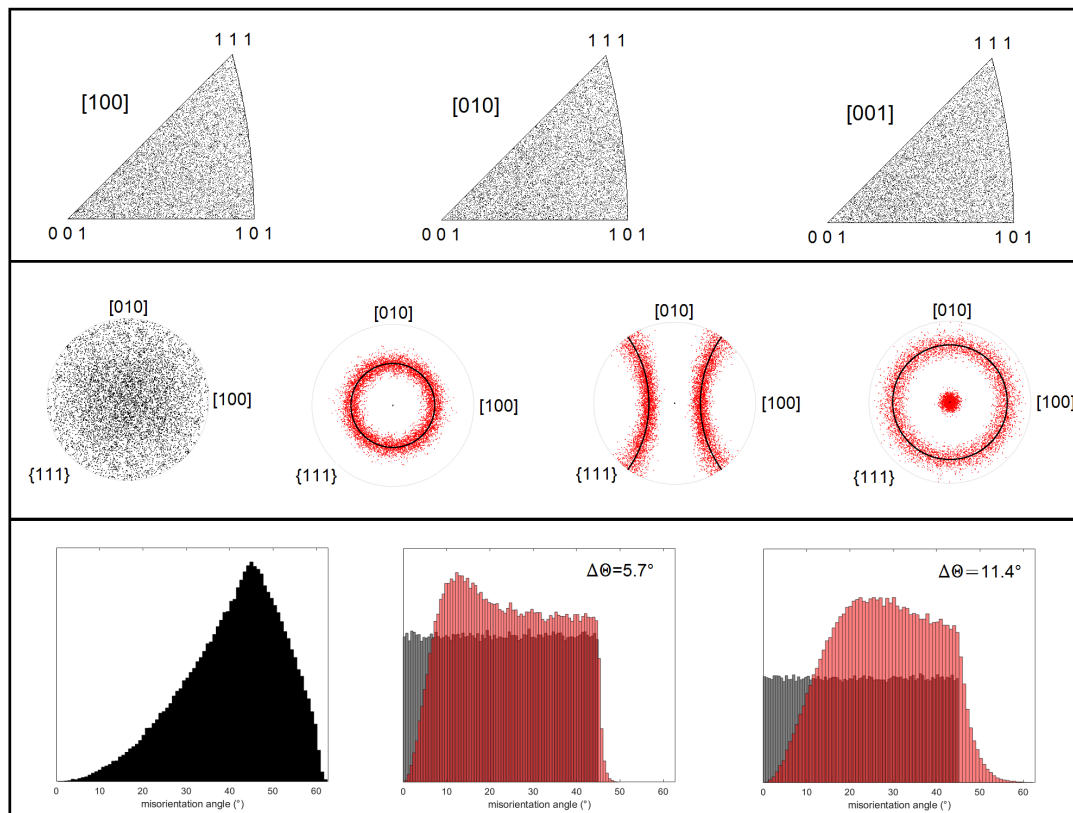 1 1 1
[100]
0 0 1
1 0 1
1 1 1
[010]
0 0 1
1 0 1
1 1 1
[001]
0 0 1
1 0 1
[010]
[100]
{111}
[010]
[100]
{111}
[010]
[100]
{111}
[010]
[100]
{111}
0 10 20 30 40 50 60
misorientation angle (°)
ΔΘ=5.7°
0 10 20 30 40 50 60
misorientation angle (°)
ΔΘ=11.4°
0 10 20 30 40 50 60
misorientation angle (°)